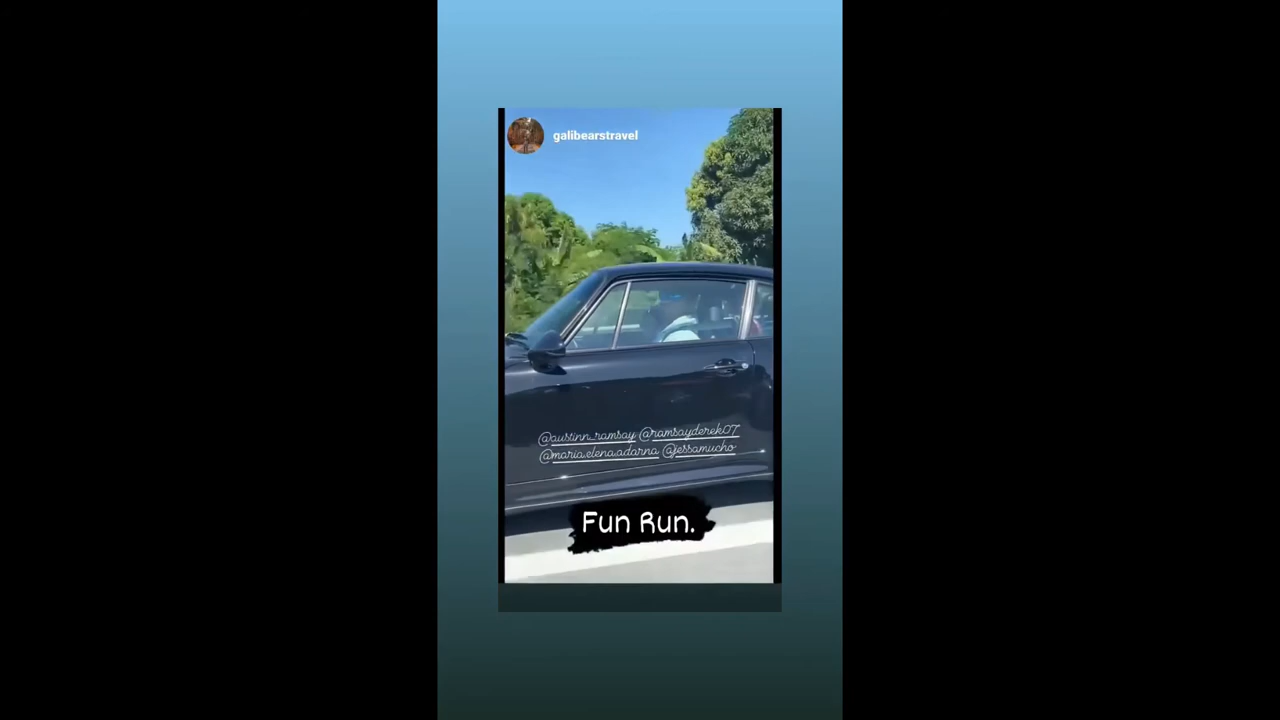 galibearstravel
@austinn_ramsay @ramsayderek07
@maria.elena.adarna @jessamucho
Fun Run.